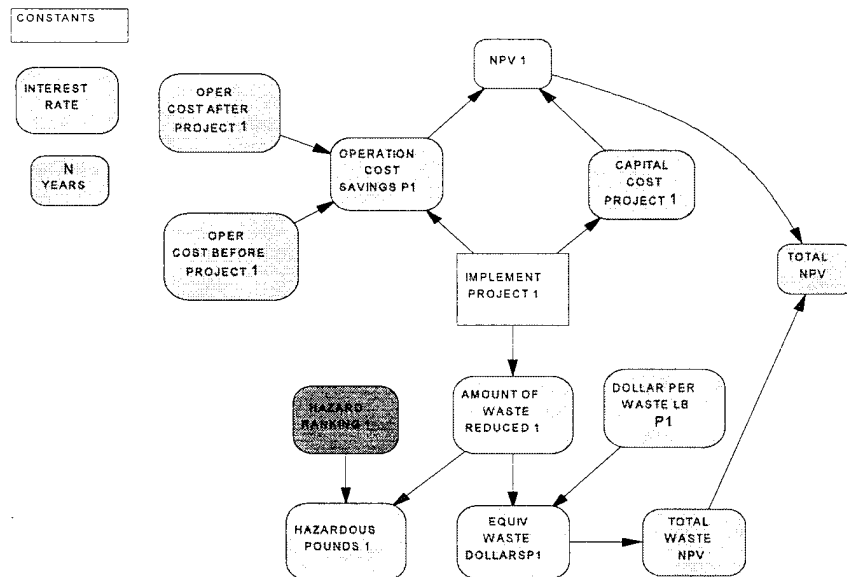 CONSTANTS
INTEREST
RATE
N
YEARS
OPER
COST AFTER
PROJECT 1
OPER
COST BEFORE
PROJECT 1
OPERATION
COST
SAVINGS P1
NPV 1
CAPITAL
COST
PROJECT 1
IMPLEMENT
PROJECT 1
TOTAL
NPV
HAZARD
RANKING 1
AMOUNT OF
WASTE
REDUCED 1
DOLLAR PER
WASTE LB
P1
HAZARDOUS
POUNDS 1
EQUIV
WASTE
DOLLARSP1
TOTAL
WASTE
NPV